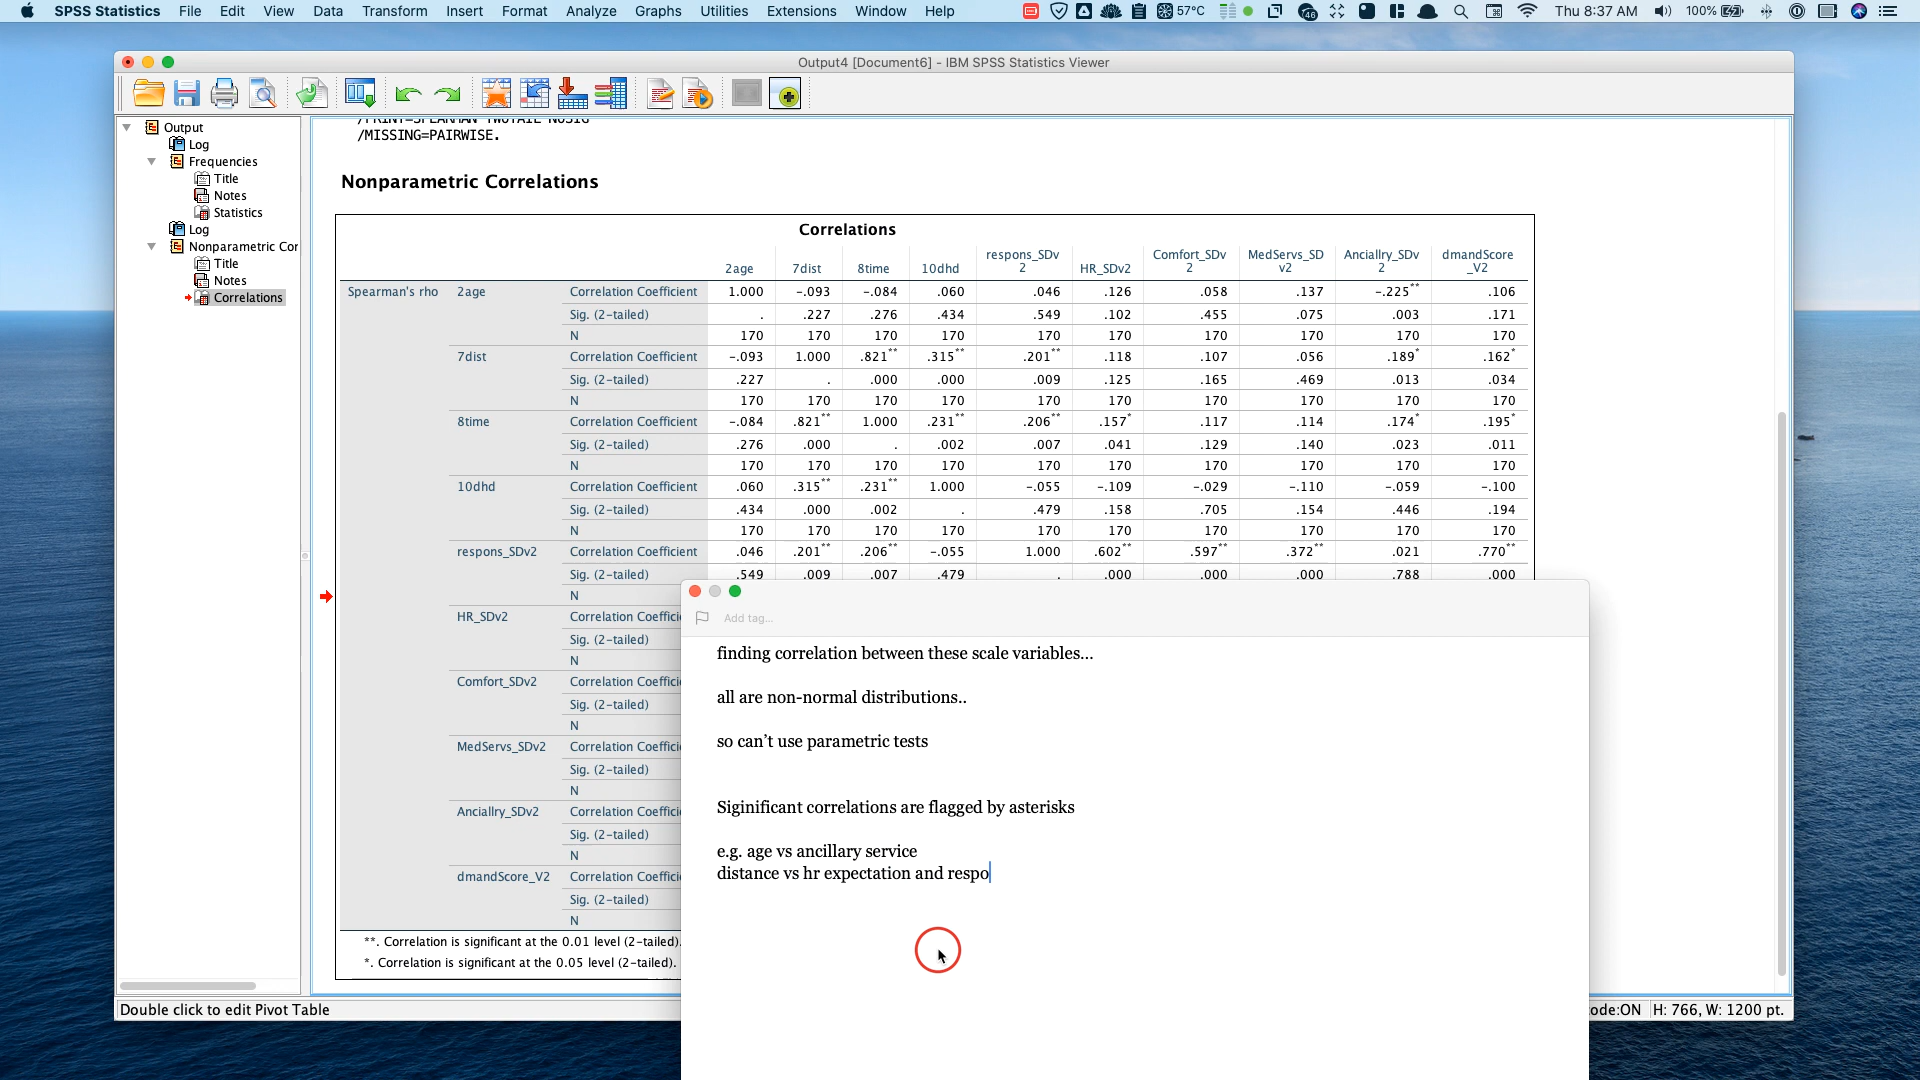 SPSS Statistics File Edit View Data Transform Insert Format Analyze Graphs Utilities Extensions Window Help 57°C 46 Thu 8:37 AM 100%
Output4 [Document6] - IBM SPSS Statistics Viewer
Output
Log
Frequencies
Title
Notes
Statistics
Log
Nonparametric Cor
Title
Notes
Correlations
/PRINT=SPEARMAN TWOTAIL NOSIG
/MISSING=PAIRWISE.
Nonparametric Correlations
Correlations
2age 7dist 8time 10dhd respons_SDv2 HR_SDv2 Comfort_SDv2 MedServs_SDv2 Anciallry_SDv2 dmandScore_V2
Spearman's rho 2age Correlation Coefficient 1.000 -.093 -.084 .060 .046 .126 .058 .137 -.225** .106
Sig. (2-tailed) . .227 .276 .434 .549 .102 .455 .075 .003 .171
N 170 170 170 170 170 170 170 170 170 170
7dist Correlation Coefficient -.093 1.000 .821** .315** .201** .118 .107 .056 .189* .162*
Sig. (2-tailed) .227 . .000 .000 .009 .125 .165 .469 .013 .034
N 170 170 170 170 170 170 170 170 170 170
8time Correlation Coefficient -.084 .821** 1.000 .231** .206** .157* .117 .114 .174* .195*
Sig. (2-tailed) .276 .000 . .002 .007 .041 .129 .140 .023 .011
N 170 170 170 170 170 170 170 170 170 170
10dhd Correlation Coefficient .060 .315** .231** 1.000 -.055 -.109 -.029 -.110 -.059 -.100
Sig. (2-tailed) .434 .000 .002 . .479 .158 .705 .154 .446 .194
N 170 170 170 170 170 170 170 170 170 170
respons_SDv2 Correlation Coefficient .046 .201** .206** -.055 1.000 .602** .597** .372** .021 .770**
Sig. (2-tailed) .549 .009 .007 .479 . .000 .000 .000 .788 .000
N
HR_SDv2 Correlation Coeffici
Sig. (2-tailed)
N
Comfort_SDv2 Correlation Coeffici
Sig. (2-tailed)
N
MedServs_SDv2 Correlation Coeffici
Sig. (2-tailed)
N
Anciallry_SDv2 Correlation Coeffici
Sig. (2-tailed)
N
dmandScore_V2 Correlation Coeffici
Sig. (2-tailed)
N
**. Correlation is significant at the 0.01 level (2-tailed).
*. Correlation is significant at the 0.05 level (2-tailed).
Add tag...
finding correlation between these scale variables...
all are non-normal distributions..
so can't use parametric tests
Siginificant correlations are flagged by asterisks
e.g. age vs ancillary service
distance vs hr expectation and respo
Double click to edit Pivot Table
ode:ON H: 766, W: 1200 pt.